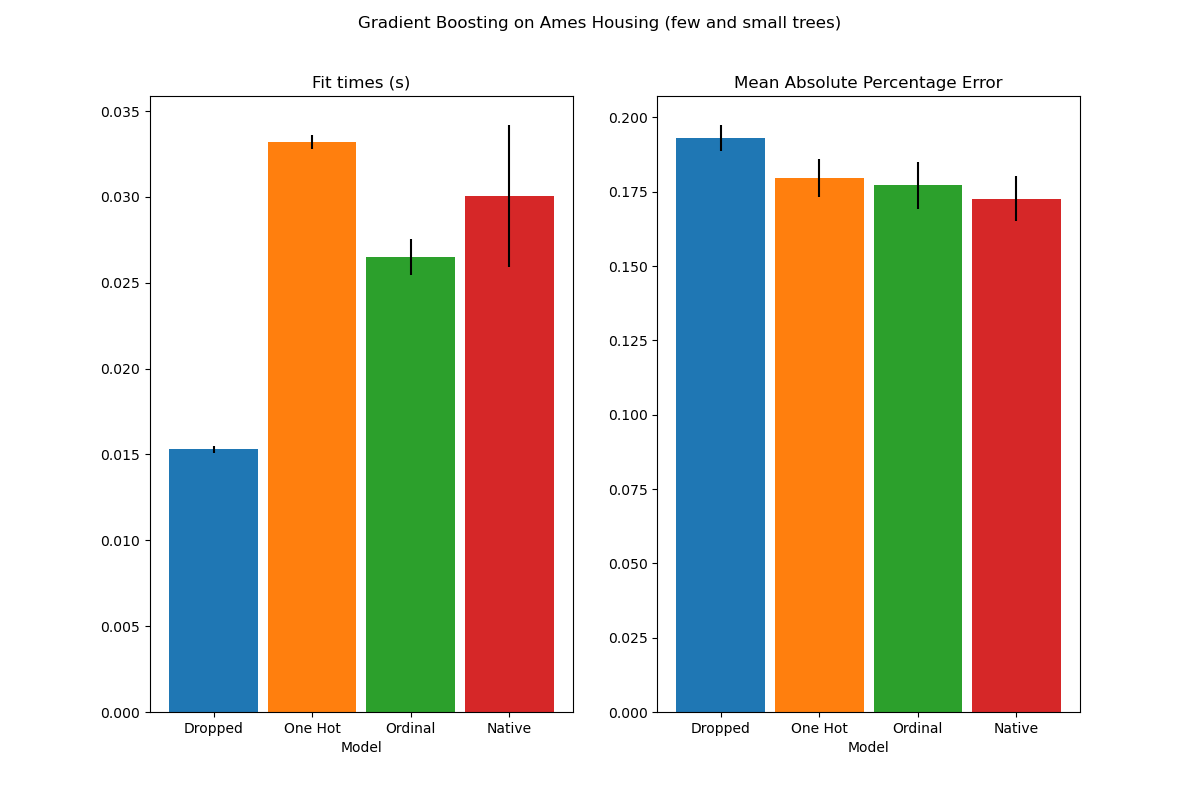 Gradient Boosting on Ames Housing (few and small trees)
Fit times (s)
0.035
0.030
0.025
0.020
0.015
0.010
0.005
0.000
Dropped One Hot Ordinal Native
Model
Mean Absolute Percentage Error
0.200
0.175
0.150
0.125
0.100
0.075
0.050
0.025
0.000
Dropped One Hot Ordinal Native
Model